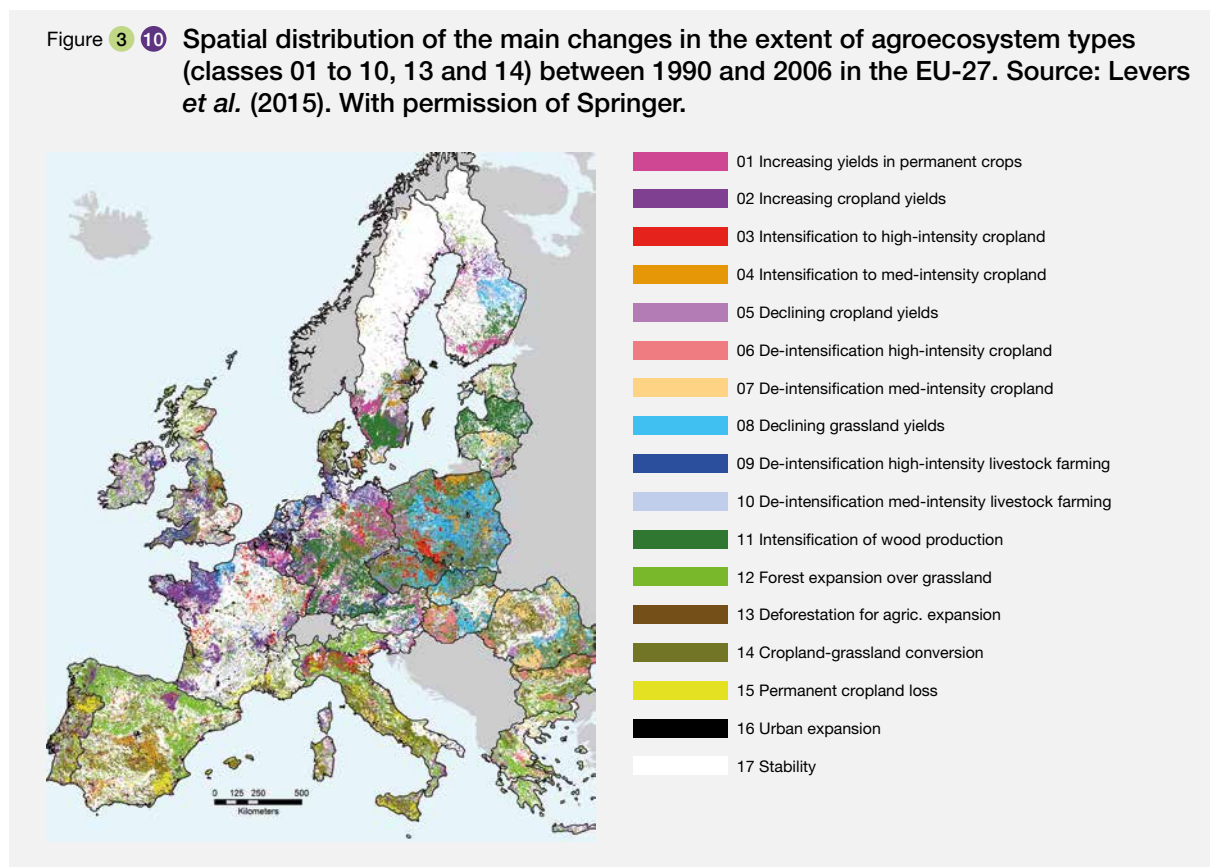 Figure 3 10 Spatial distribution of the main changes in the extent of agroecosystem types
(classes 01 to 10, 13 and 14) between 1990 and 2006 in the EU-27. Source: Levers
et al. (2015). With permission of Springer.
01 Increasing yields in permanent crops
02 Increasing cropland yields
03 Intensification to high-intensity cropland
04 Intensification to med-intensity cropland
05 Declining cropland yields
06 De-intensification high-intensity cropland
07 De-intensification med-intensity cropland
08 Declining grassland yields
09 De-intensification high-intensity livestock farming
10 De-intensification med-intensity livestock farming
11 Intensification of wood production
12 Forest expansion over grassland
13 Deforestation for agric. expansion
14 Cropland-grassland conversion
15 Permanent cropland loss
16 Urban expansion
17 Stability
0 125 250 500
Kilometers